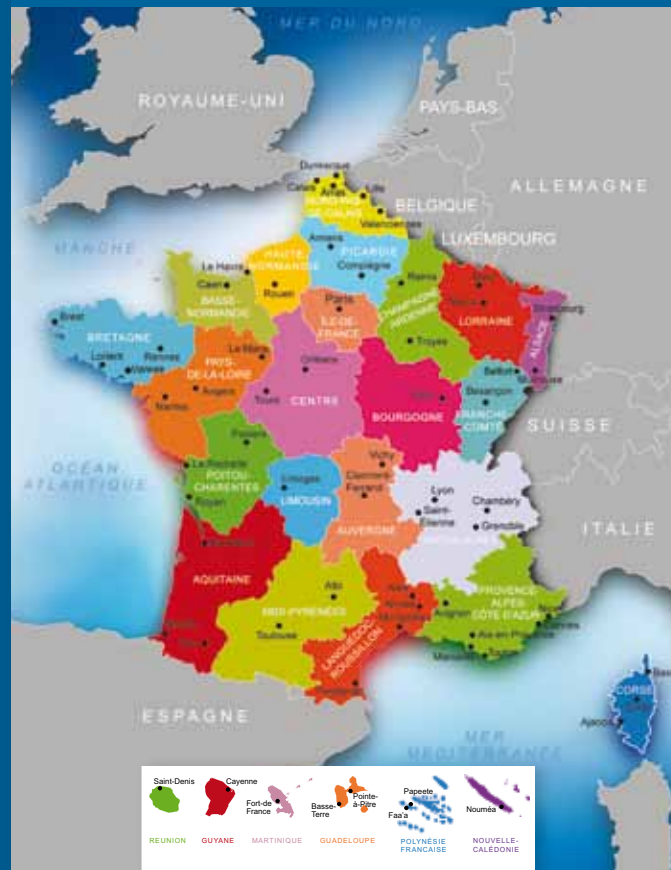 MER DU NORD
ROYAUME-UNI
PAYS-BAS
ALLEMAGNE
BELGIQUE
LUXEMBOURG
MANCHE
Dunkerque
Calais
Lille
Arras
NORD-PAS-
DE-CALAIS
Valenciennes
Amiens
PICARDIE
Compiègne
Le Havre
HAUTE-
NORMANDIE
Rouen
Caen
BASSE-
NORMANDIE
Reims
CHAMPAGNE
ARDENNE
Troyes
LORRAINE
Strasbourg
ALSACE
Mulhouse
Paris
ÎLE-DE-
FRANCE
Brest
BRETAGNE
Lorient
Rennes
Vannes
Le Mans
PAYS-
DE-LA-LOIRE
Angers
Nantes
Orléans
Tours
CENTRE
BOURGOGNE
Belfort
Besançon
FRANCHE-
COMTÉ
SUISSE
OCÉAN
ATLANTIQUE
Poitiers
La Rochelle
POITOU-
CHARENTES
Royan
Limoges
LIMOUSIN
Vichy
Clermont-
Ferrand
AUVERGNE
Lyon
Saint-
Étienne
Chambéry
Grenoble
ITALIE
AQUITAINE
Albi
MIDI-PYRÉNÉES
Toulouse
LANGUEDOC-
ROUSSILLON
PROVENCE-
ALPES-
CÔTE D'AZUR
Avignon
Cannes
Aix-en-Provence
Marseille
Toulon
ESPAGNE
MER
MEDITERRANÉE
CORSE
Ajaccio
Saint-Denis
REUNION
Cayenne
GUYANE
Fort-de
France
MARTINIQUE
Basse-
Terre
Pointe-
à-Pitre
GUADELOUPE
Papeete
Faa'a
POLYNÉSIE
FRANCAISE
Nouméa
NOUVELLE-
CALÉDONIE